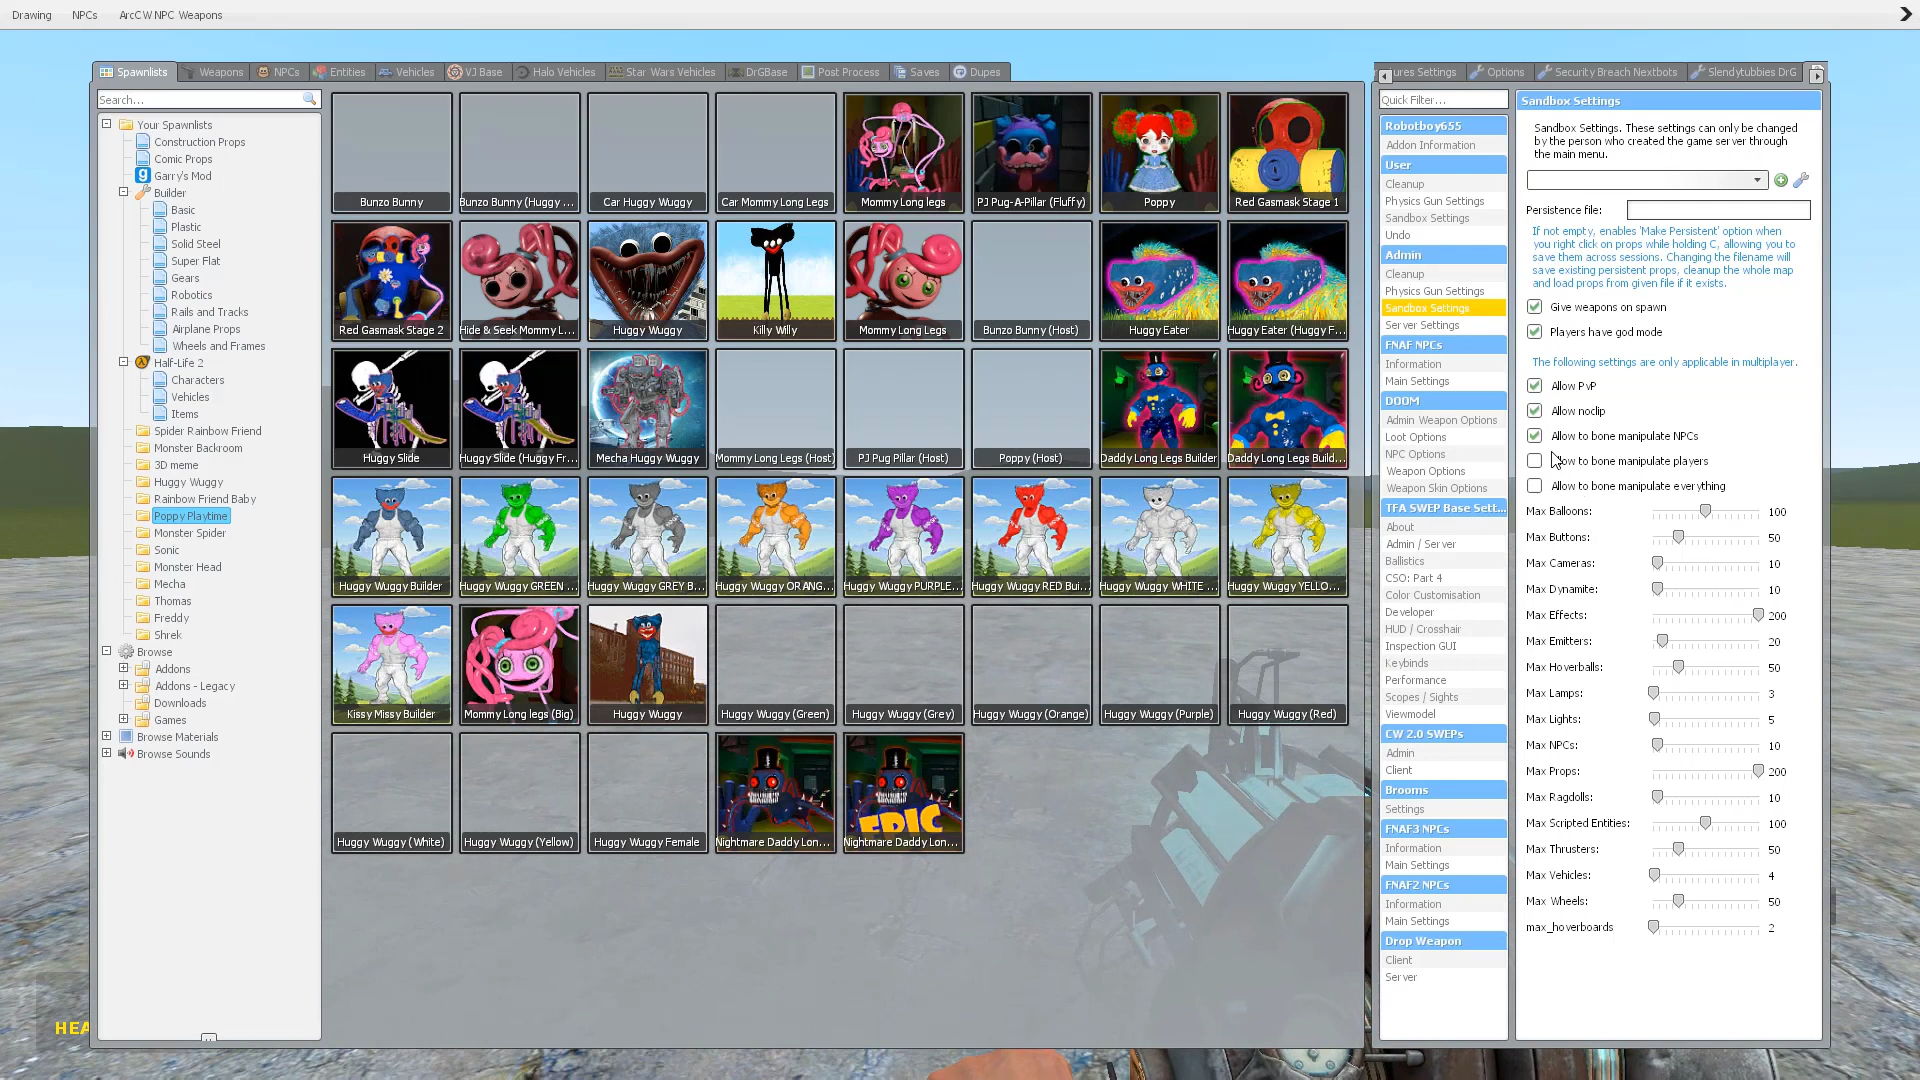 Drawing NPCs ArcCW NPC Weapons
Spawnlists Weapons NPCs Entities Vehicles VJ Base Halo Vehicles Star Wars Vehicles DrGBase Post Process Saves Dupes
ures Settings Options Security Breach Nextbots Slendytubbies DrG
Search...
Your Spawnlists
Construction Props
Comic Props
Garry's Mod
Builder
Basic
Plastic
Solid Steel
Super Flat
Gears
Robotics
Rails and Tracks
Airplane Props
Wheels and Frames
Half-Life 2
Characters
Vehicles
Items
Spider Rainbow Friend
Monster Backroom
3D meme
Huggy Wuggy
Rainbow Friend Baby
Poppy Playtime
Monster Spider
Sonic
Monster Head
Mecha
Thomas
Freddy
Shrek
Browse
Addons
Addons - Legacy
Downloads
Games
Browse Materials
Browse Sounds
Bunzo Bunny Bunzo Bunny (Huggy ... Car Huggy Wuggy Car Mommy Long Legs Mommy Long legs PJ Pug-A-Pillar (Fluffy) Poppy Red Gasmask Stage 1
Red Gasmask Stage 2 Hide & Seek Mommy L... Huggy Wuggy Killy Willy Mommy Long Legs Bunzo Bunny (Host) Huggy Eater Huggy Eater (Huggy F...
Huggy Slide Huggy Slide (Huggy Fr... Mecha Huggy Wuggy Mommy Long Legs (Host) PJ Pug Pillar (Host) Poppy (Host) Daddy Long Legs Builder Daddy Long Legs Build...
Huggy Wuggy Builder Huggy Wuggy GREEN ... Huggy Wuggy GREY B... Huggy Wuggy ORANG... Huggy Wuggy PURPLE... Huggy Wuggy RED Bui... Huggy Wuggy WHITE ... Huggy Wuggy YELLO...
Kissy Missy Builder Mommy Long legs (Big) Huggy Wuggy Huggy Wuggy (Green) Huggy Wuggy (Grey) Huggy Wuggy (Orange) Huggy Wuggy (Purple) Huggy Wuggy (Red)
EPIC
Huggy Wuggy (White) Huggy Wuggy (Yellow) Huggy Wuggy Female Nightmare Daddy Lon... Nightmare Daddy Lon...
Quick Filter...
Robotboy655
Addon Information
User
Cleanup
Physics Gun Settings
Sandbox Settings
Undo
Admin
Cleanup
Physics Gun Settings
Sandbox Settings
Server Settings
FNAF NPCs
Information
Main Settings
DOOM
Admin Weapon Options
Loot Options
NPC Options
Weapon Options
Weapon Skin Options
TFA SWEP Base Sett...
About
Admin / Server
Ballistics
CSO: Part 4
Color Customisation
Developer
HUD / Crosshair
Inspection GUI
Keybinds
Performance
Scopes / Sights
Viewmodel
CW 2.0 SWEPs
Admin
Client
Brooms
Settings
FNAF3 NPCs
Information
Main Settings
FNAF2 NPCs
Information
Main Settings
Drop Weapon
Client
Server
Sandbox Settings
Sandbox Settings. These settings can only be changed
by the person who created the game server through
the main menu.
Persistence file:
If not empty, enables 'Make Persistent' option when
you right click on props while holding C, allowing you to
save them across sessions. Changing the filename will
save existing persistent props, cleanup the whole map
and load props from given file if it exists.
Give weapons on spawn
Players have god mode
The following settings are only applicable in multiplayer.
Allow PvP
Allow noclip
Allow to bone manipulate NPCs
ow to bone manipulate players
Allow to bone manipulate everything
Max Balloons: 100
Max Buttons: 50
Max Cameras: 10
Max Dynamite: 10
Max Effects: 200
Max Emitters: 20
Max Hoverballs: 50
Max Lamps: 3
Max Lights: 5
Max NPCs: 10
Max Props: 200
Max Ragdolls: 10
Max Scripted Entities: 100
Max Thrusters: 50
Max Vehicles: 4
Max Wheels: 50
max_hoverboards 2
HEA